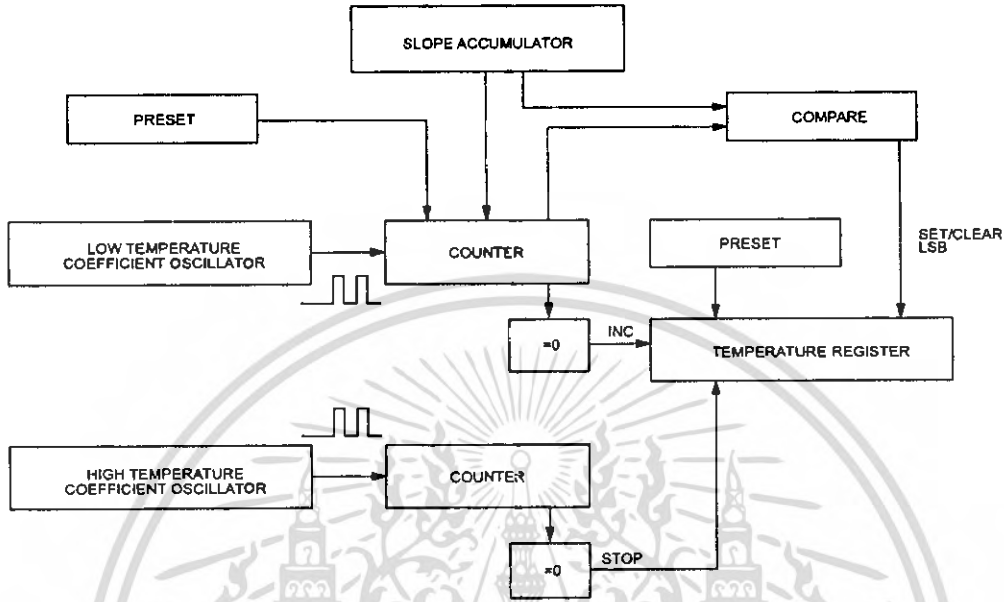 SLOPE ACCUMULATOR
PRESET
COMPARE
LOW TEMPERATURE
COEFFICIENT OSCILLATOR
COUNTER
PRESET
SET/CLEAR
LSB
=0
INC
TEMPERATURE REGISTER
HIGH TEMPERATURE
COEFFICIENT OSCILLATOR
COUNTER
=0
STOP